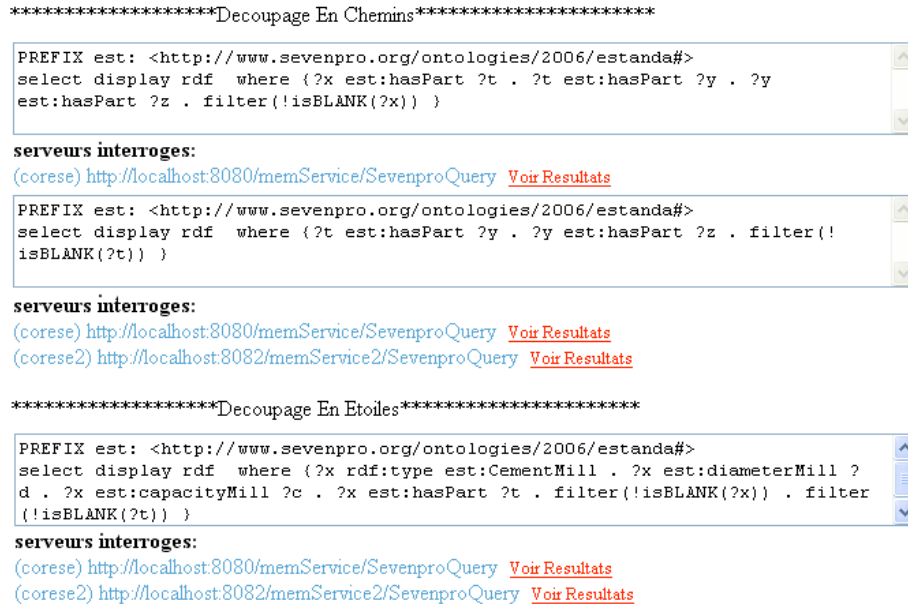 *******************Decoupage En Chemins**********************
PREFIX est: <http://www.sevenpro.org/ontologies/2006/estanda#>
select display rdf  where {?x est:hasPart ?t . ?t est:hasPart ?y . ?y
est:hasPart ?z . filter(!isBLANK(?x)) }
serveurs interroges:
(corese) http://localhost:8080/memService/SevenproQuery Voir Resultats
PREFIX est: <http://www.sevenpro.org/ontologies/2006/estanda#>
select display rdf  where {?t est:hasPart ?y . ?y est:hasPart ?z . filter(!
isBLANK(?t)) }
serveurs interroges:
(corese) http://localhost:8080/memService/SevenproQuery Voir Resultats
(corese2) http://localhost:8082/memService2/SevenproQuery Voir Resultats
*******************Decoupage En Etoiles**********************
PREFIX est: <http://www.sevenpro.org/ontologies/2006/estanda#>
select display rdf  where {?x rdf:type est:CementMill . ?x est:diameterMill ?
d . ?x est:capacityMill ?c . ?x est:hasPart ?t . filter(!isBLANK(?x)) . filter
(!isBLANK(?t)) }
serveurs interroges:
(corese) http://localhost:8080/memService/SevenproQuery Voir Resultats
(corese2) http://localhost:8082/memService2/SevenproQuery Voir Resultats